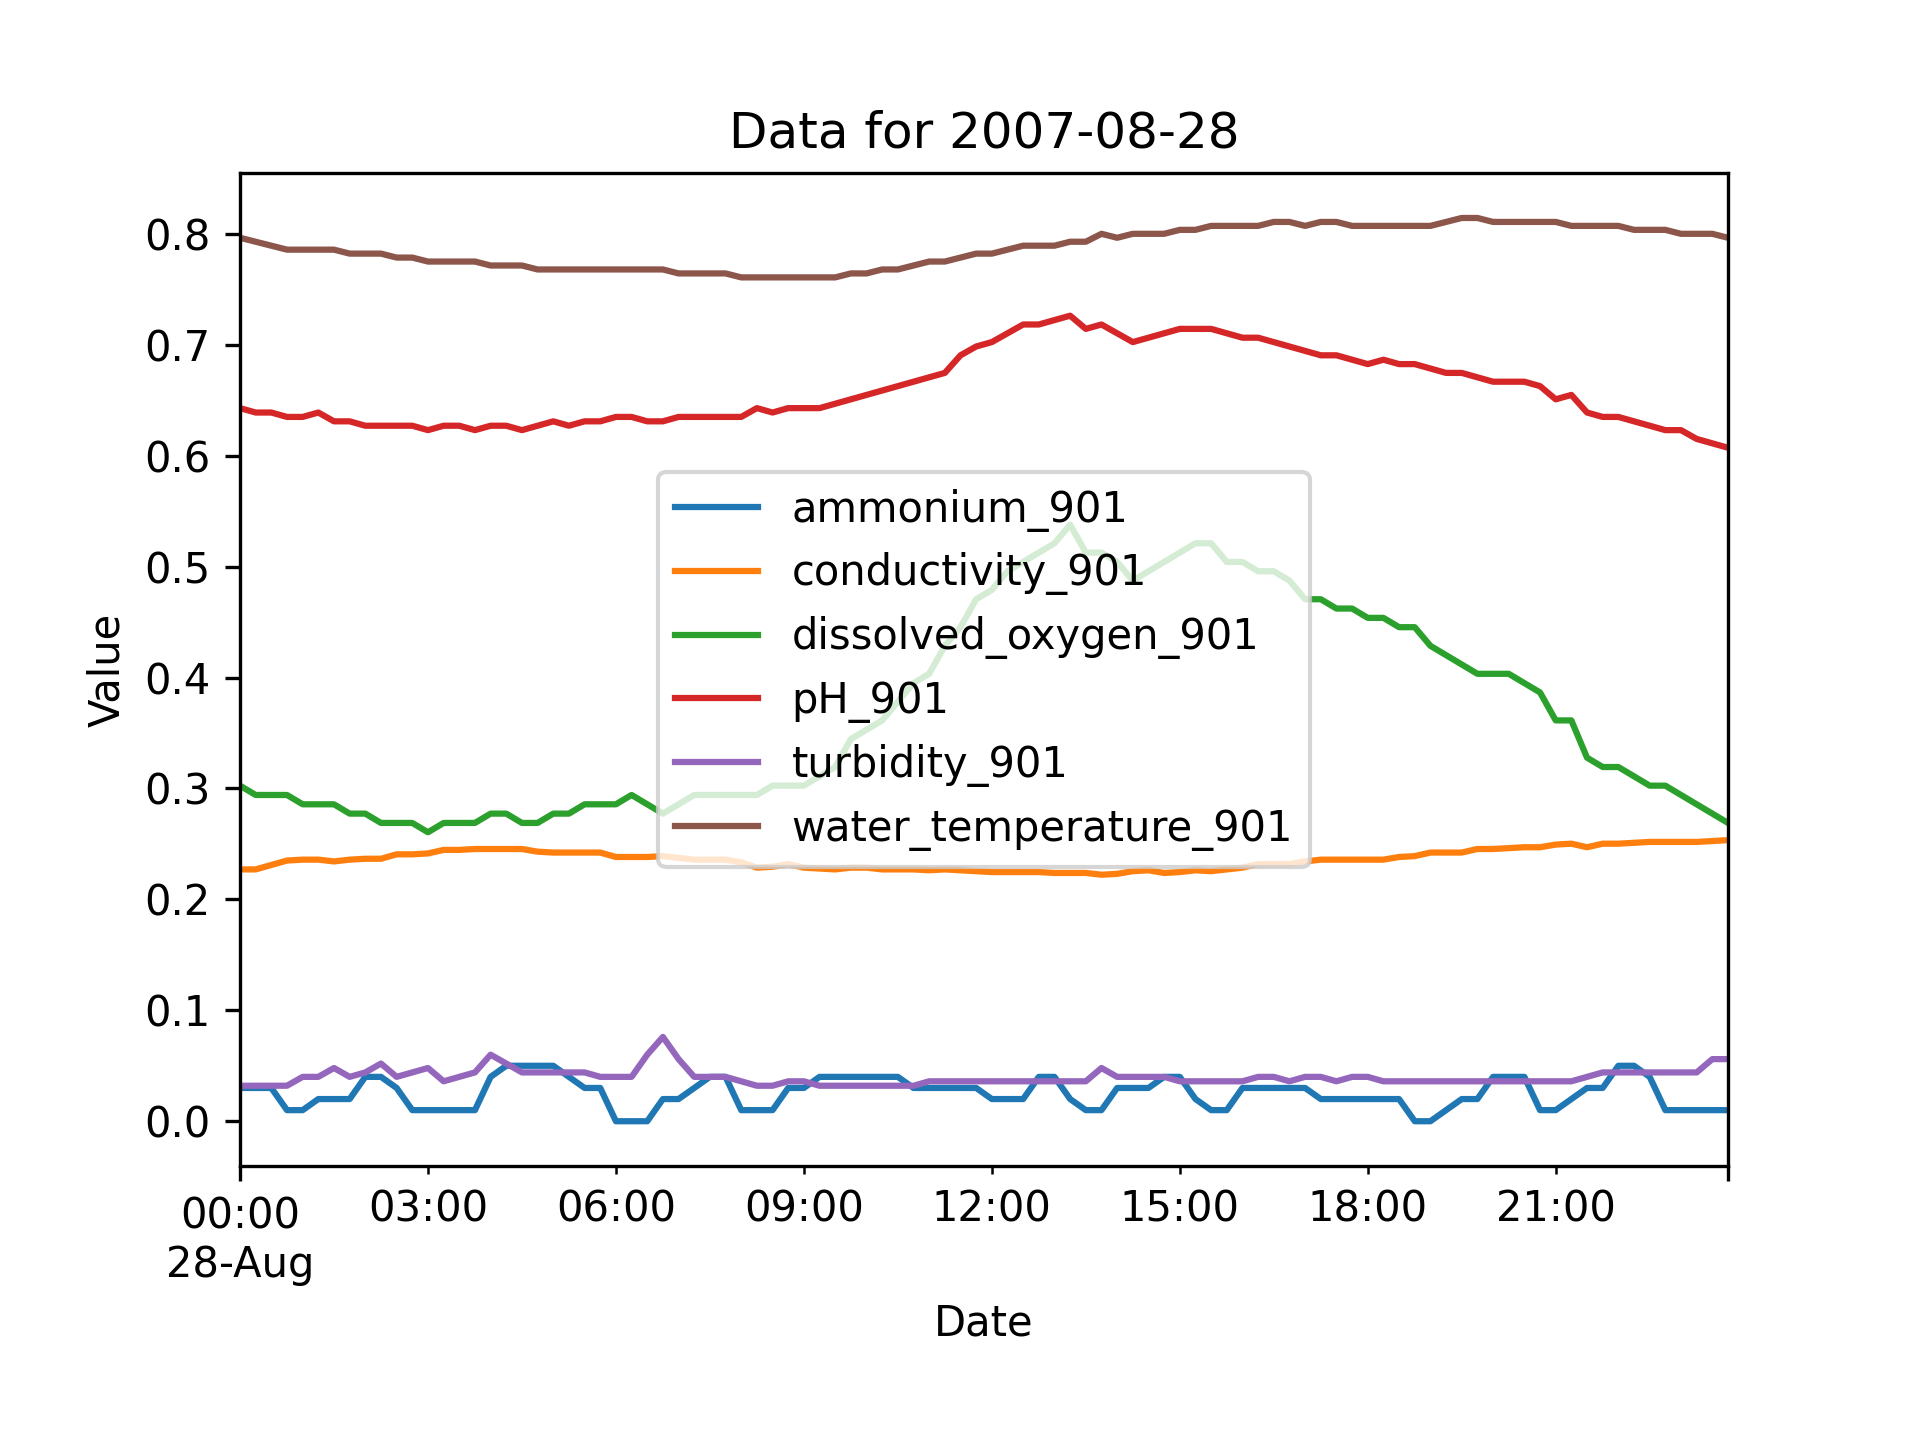 Data for 2007-08-28
Value
0.8
0.7
0.6
0.5
0.4
0.3
0.2
0.1
0.0
ammonium_901
conductivity_901
dissolved_oxygen_901
pH_901
turbidity_901
water_temperature_901
00:00 03:00 06:00 09:00 12:00 15:00 18:00 21:00
28-Aug
Date